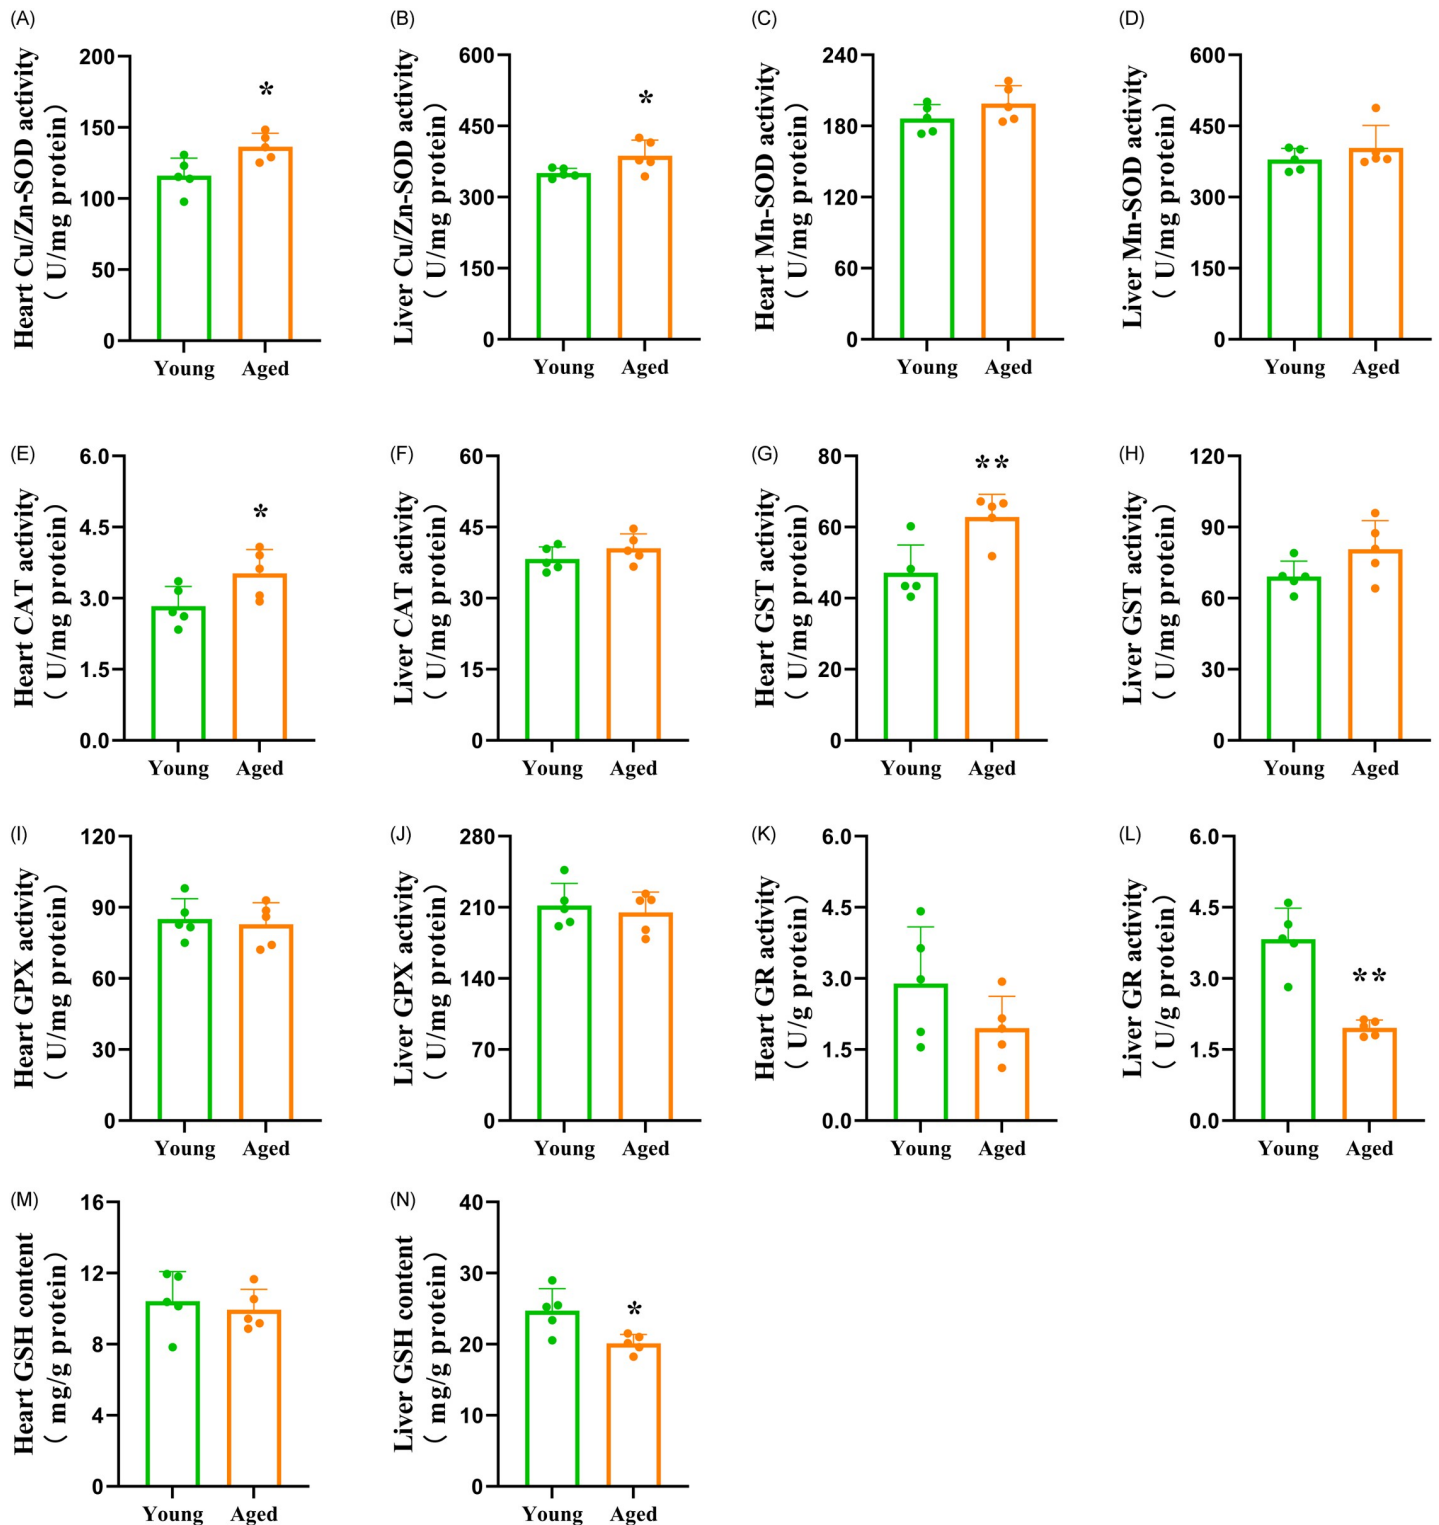 (A)
Heart Cu/Zn-SOD activity
( U/mg protein)
200
150
100
50
0
*
Young Aged
(B)
Liver Cu/Zn-SOD activity
( U/mg protein)
600
450
300
150
0
*
Young Aged
(C)
Heart Mn-SOD activity
( U/mg protein)
240
180
120
60
0
Young Aged
(D)
Liver Mn-SOD activity
( U/mg protein)
600
450
300
150
0
Young Aged
(E)
Heart CAT activity
( U/mg protein)
6.0
4.5
3.0
1.5
0.0
*
Young Aged
(F)
Liver CAT activity
( U/mg protein)
60
45
30
15
0
Young Aged
(G)
Heart GST activity
( U/mg protein)
80
60
40
20
0
**
Young Aged
(H)
Liver GST activity
( U/mg protein)
120
90
60
30
0
Young Aged
(I)
Heart GPX activity
( U/mg protein)
120
90
60
30
0
Young Aged
(J)
Liver GPX activity
( U/mg protein)
280
210
140
70
0
Young Aged
(K)
Heart GR activity
( U/g protein)
6.0
4.5
3.0
1.5
0.0
Young Aged
(L)
Liver GR activity
( U/g protein)
6.0
4.5
3.0
1.5
0.0
**
Young Aged
(M)
Heart GSH content
( mg/g protein)
16
12
8
4
0
Young Aged
(N)
Liver GSH content
( mg/g protein)
40
30
20
10
0
*
Young Aged